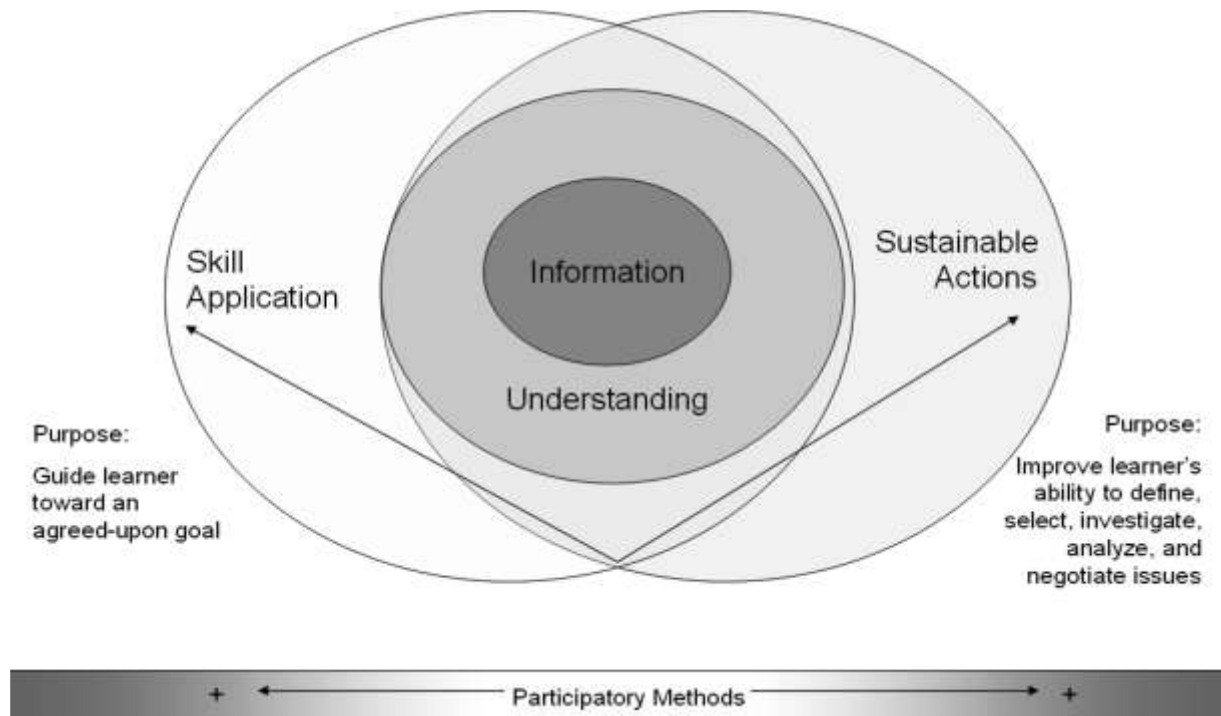 Skill
Application
Information
Sustainable
Actions
Understanding
Purpose:
Guide learner
toward an
agreed-upon goal
Purpose:
Improve learner's
ability to define,
select, investigate,
analyze, and
negotiate issues
+ Participatory Methods +